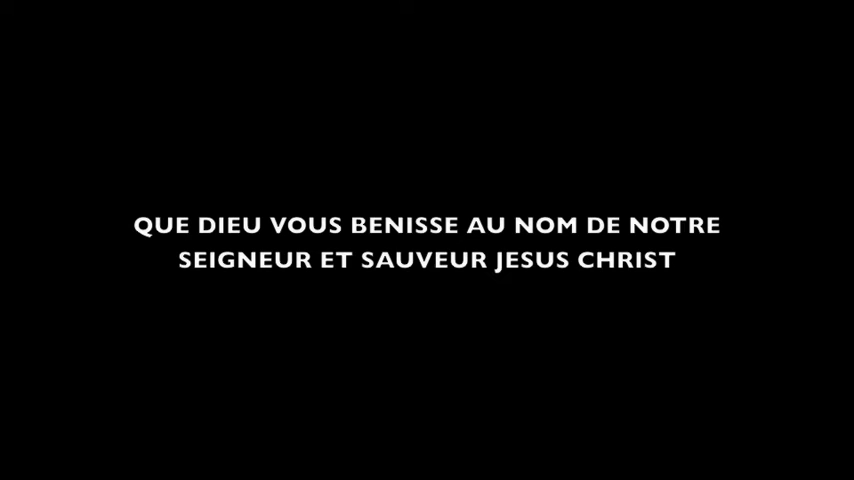 QUE DIEU VOUS BENISSE AU NOM DE NOTRE
SEIGNEUR ET SAUVEUR JESUS CHRIST